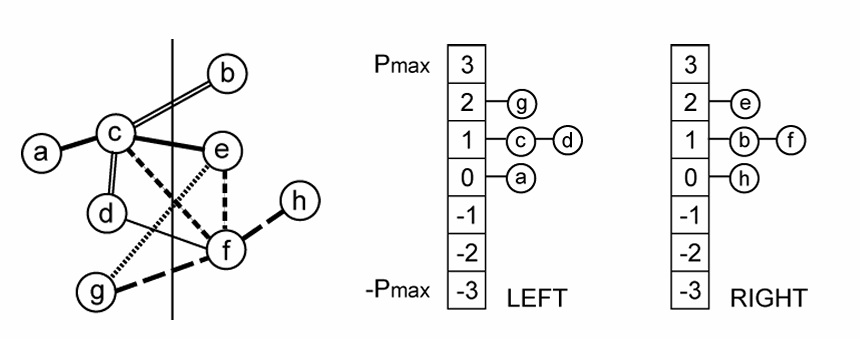 b
c
a
e
d
h
f
g
Pmax
3
2 g
1 c d
0 a
-1
-2
-Pmax -3 LEFT
3
2 e
1 b f
0 h
-1
-2
-3 RIGHT